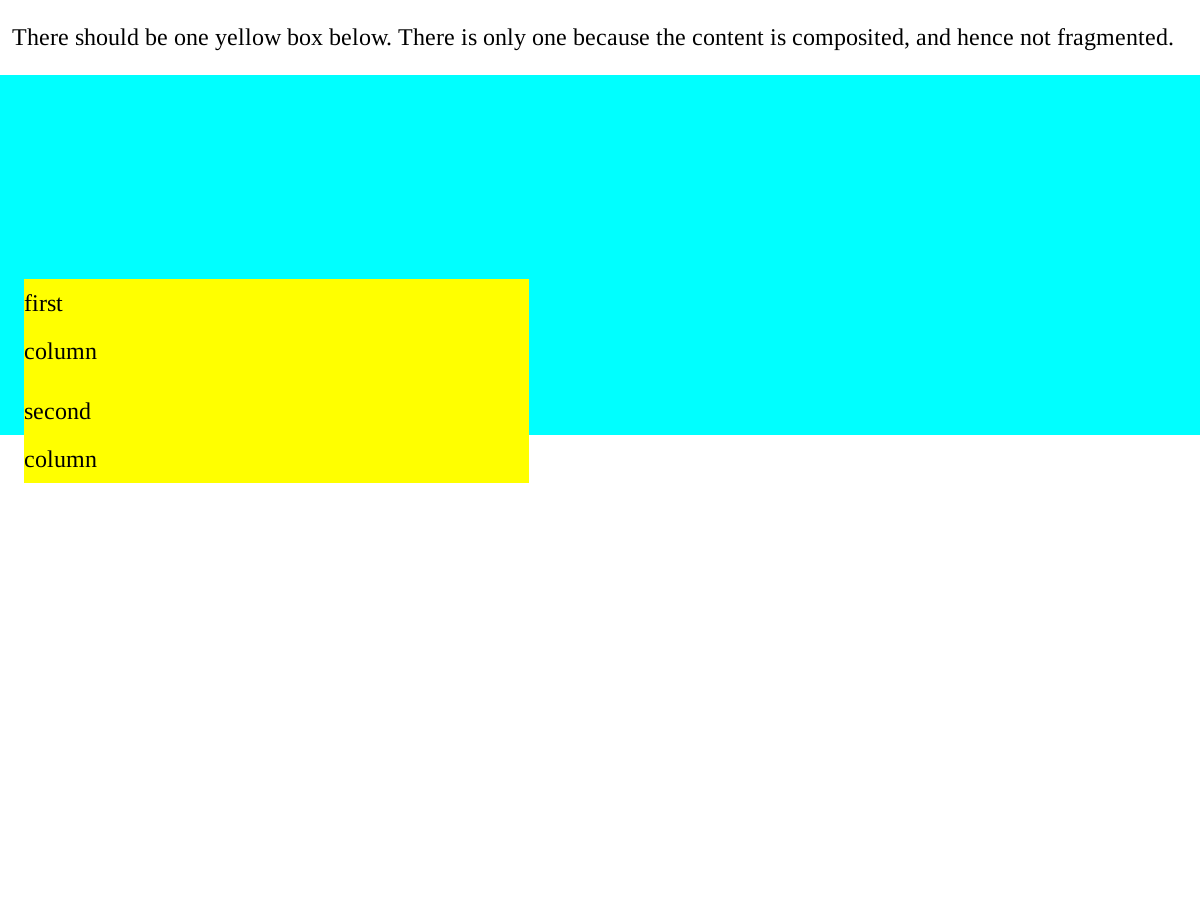 There should be one yellow box below. There is only one because the content is composited, and hence not fragmented.
first
column
second
column